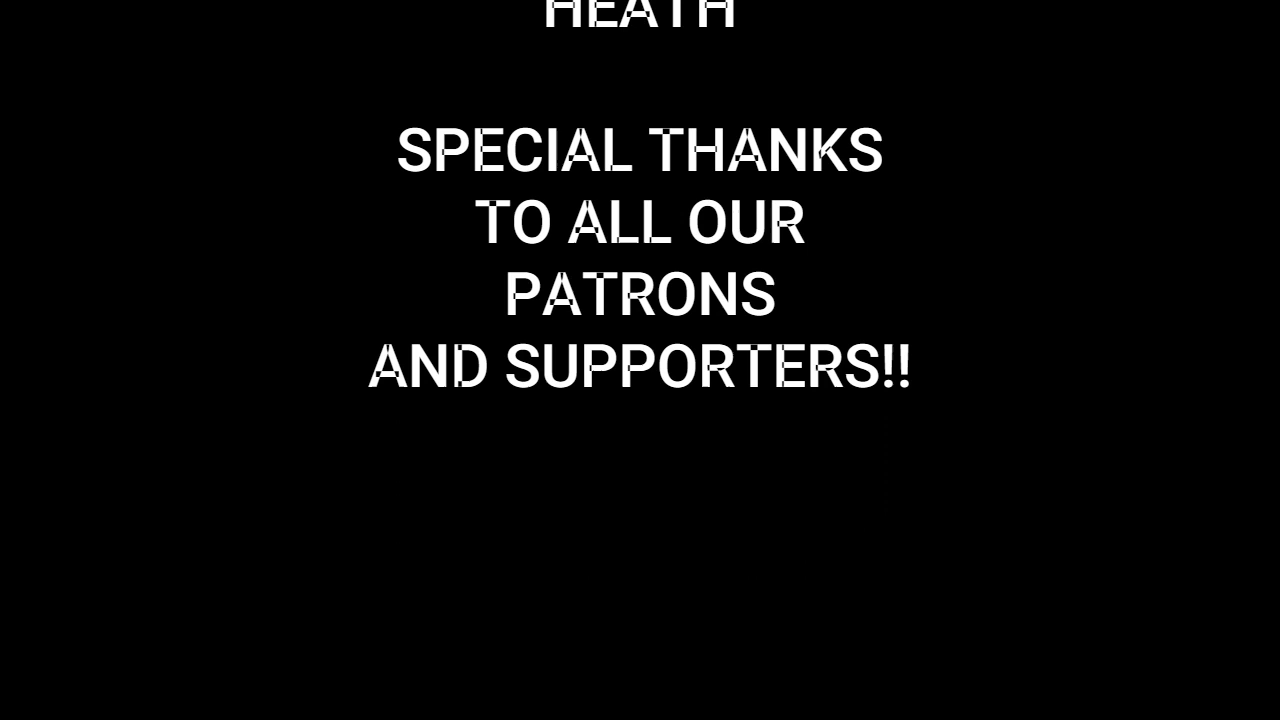 HEATH
SPECIAL THANKS
TO ALL OUR
PATRONS
AND SUPPORTERS!!